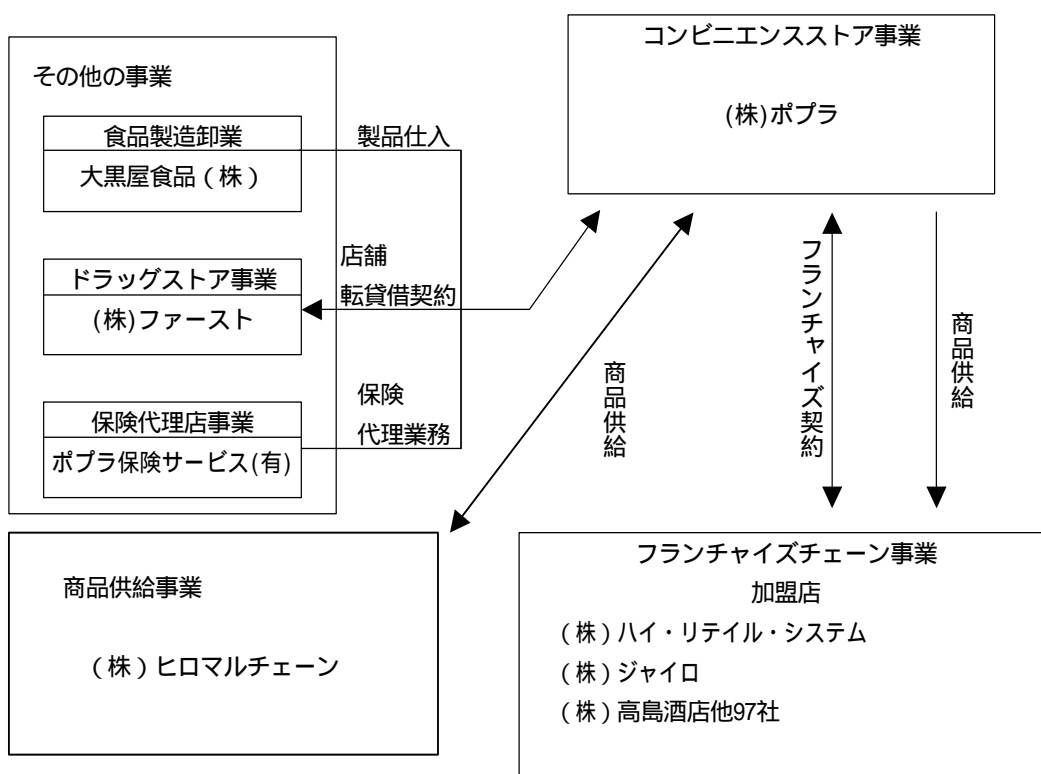 コンビニエンスストア事業
(株)ポプラ
その他の事業
食品製造卸業
大黒屋食品（株）
製品仕入
店舗
転貸借契約
ドラッグストア事業
(株)ファースト
保険
代理業務
保険代理店事業
ポプラ保険サービス(有)
商品供給
フランチャイズ契約
商品供給
商品供給事業
（株）ヒロマルチェーン
フランチャイズチェーン事業
加盟店
（株）ハイ・リテイル・システム
（株）ジャイロ
（株）高島酒店他97社